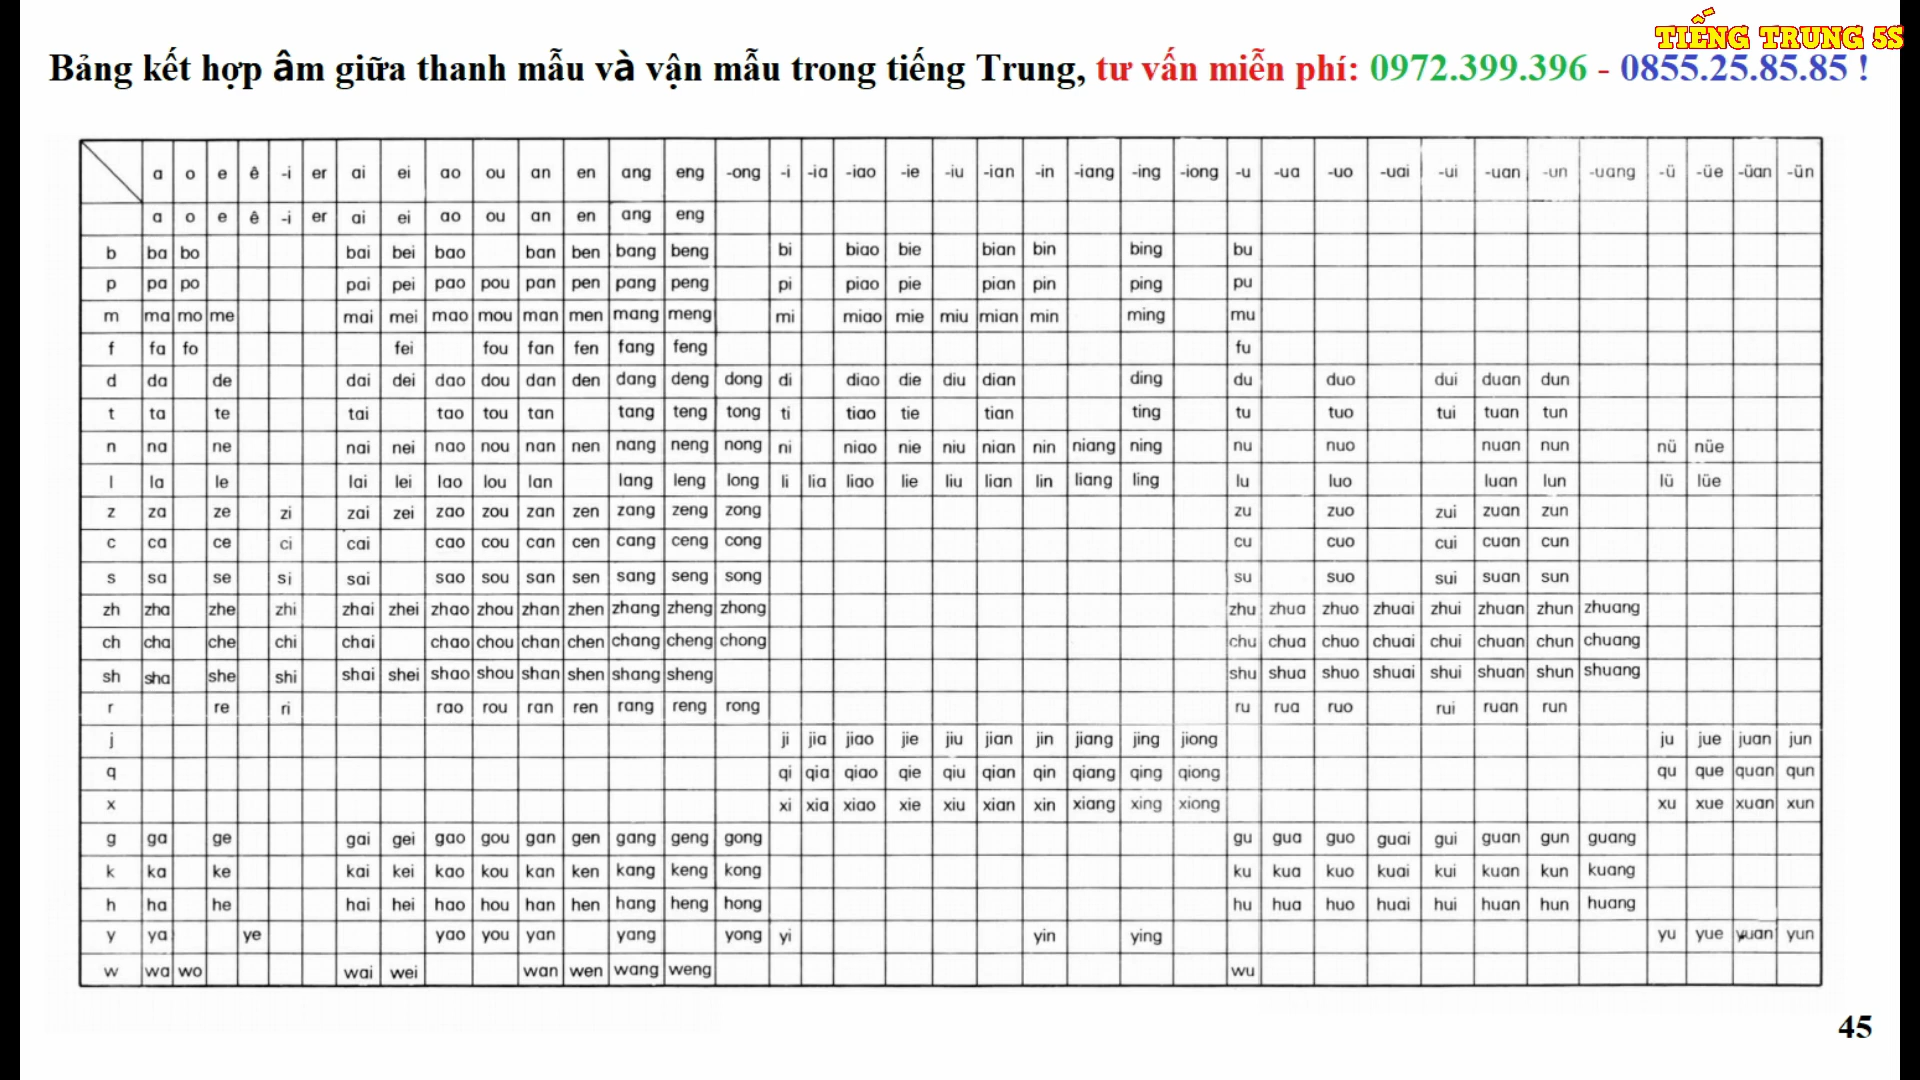 TIẾNG TRUNG 5S
Bảng kết hợp âm giữa thanh mẫu và vận mẫu trong tiếng Trung, tư vấn miễn phí: 0972.399.396 - 0855.25.85.85 !
a o e ê -i er ai ei ao ou an en ang eng -ong -i -ia -iao -ie -iu -ian -in -iang -ing -iong -u -ua -uo -uai -ui -uan -un -uang -ü -üe -üan -ün
a o e ê -i er ai ei ao ou an en ang eng
b ba bo bai bei bao ban ben bang beng bi biao bie bian bin bing bu
p pa po pai pei pao pou pan pen pang peng pi piao pie pian pin ping pu
m ma mo me mai mei mao mou man men mang meng mi miao mie miu mian min ming mu
f fa fo fei fou fan fen fang feng fu
d da de dai dei dao dou dan den dang deng dong di diao die diu dian ding du duo dui duan dun
t ta te tai tao tou tan tang teng tong ti tiao tie tian ting tu tuo tui tuan tun
n na ne nai nei nao nou nan nen nang neng nong ni niao nie niu nian nin niang ning nu nuo nuan nun nü nüe
l la le lai lei lao lou lan lang leng long li lia liao lie liu lian lin liang ling lu luo luan lun lü lüe
z za ze zi zai zei zao zou zan zen zang zeng zong zu zuo zui zuan zun
c ca ce ci cai cao cou can cen cang ceng cong cu cuo cui cuan cun
s sa se si sai sao sou san sen sang seng song su suo sui suan sun
zh zha zhe zhi zhai zhei zhao zhou zhan zhen zhang zheng zhong zhu zhua zhuo zhuai zhui zhuan zhun zhuang
ch cha che chi chai chao chou chan chen chang cheng chong chu chua chuo chuai chui chuan chun chuang
sh sha she shi shai shei shao shou shan shen shang sheng shu shua shuo shuai shui shuan shun shuang
r re ri rao rou ran ren rang reng rong ru rua ruo rui ruan run
j ji jia jiao jie jiu jian jin jiang jing jiong ju jue juan jun
q qi qia qiao qie qiu qian qin qiang qing qiong qu que quan qun
x xi xia xiao xie xiu xian xin xiang xing xiong xu xue xuan xun
g ga ge gai gei gao gou gan gen gang geng gong gu gua guo guai gui guan gun guang
k ka ke kai kei kao kou kan ken kang keng kong ku kua kuo kuai kui kuan kun kuang
h ha he hai hei hao hou han hen hang heng hong hu hua huo huai hui huan hun huang
y ya ye yao you yan yang yong yi yin ying yu yue yuan yun
w wa wo wai wei wan wen wang weng wu
45